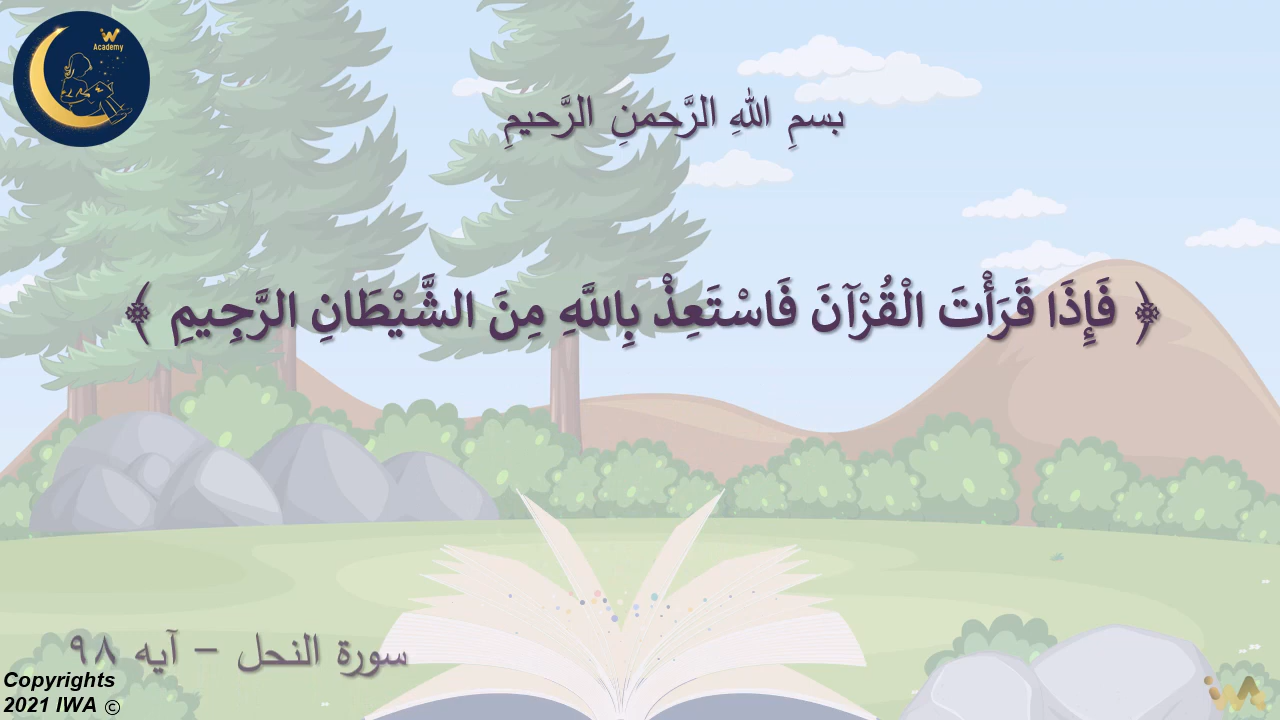 Academy
بسمِ اللهِ الرَّحمنِ الرَّحيمِ
﴿ فَإِذَا قَرَأْتَ الْقُرْآنَ فَاسْتَعِذْ بِاللَّهِ مِنَ الشَّيْطَانِ الرَّجِيمِ ﴾
سورة النحل – آيه ٩٨
Copyrights
2021 IWA ©